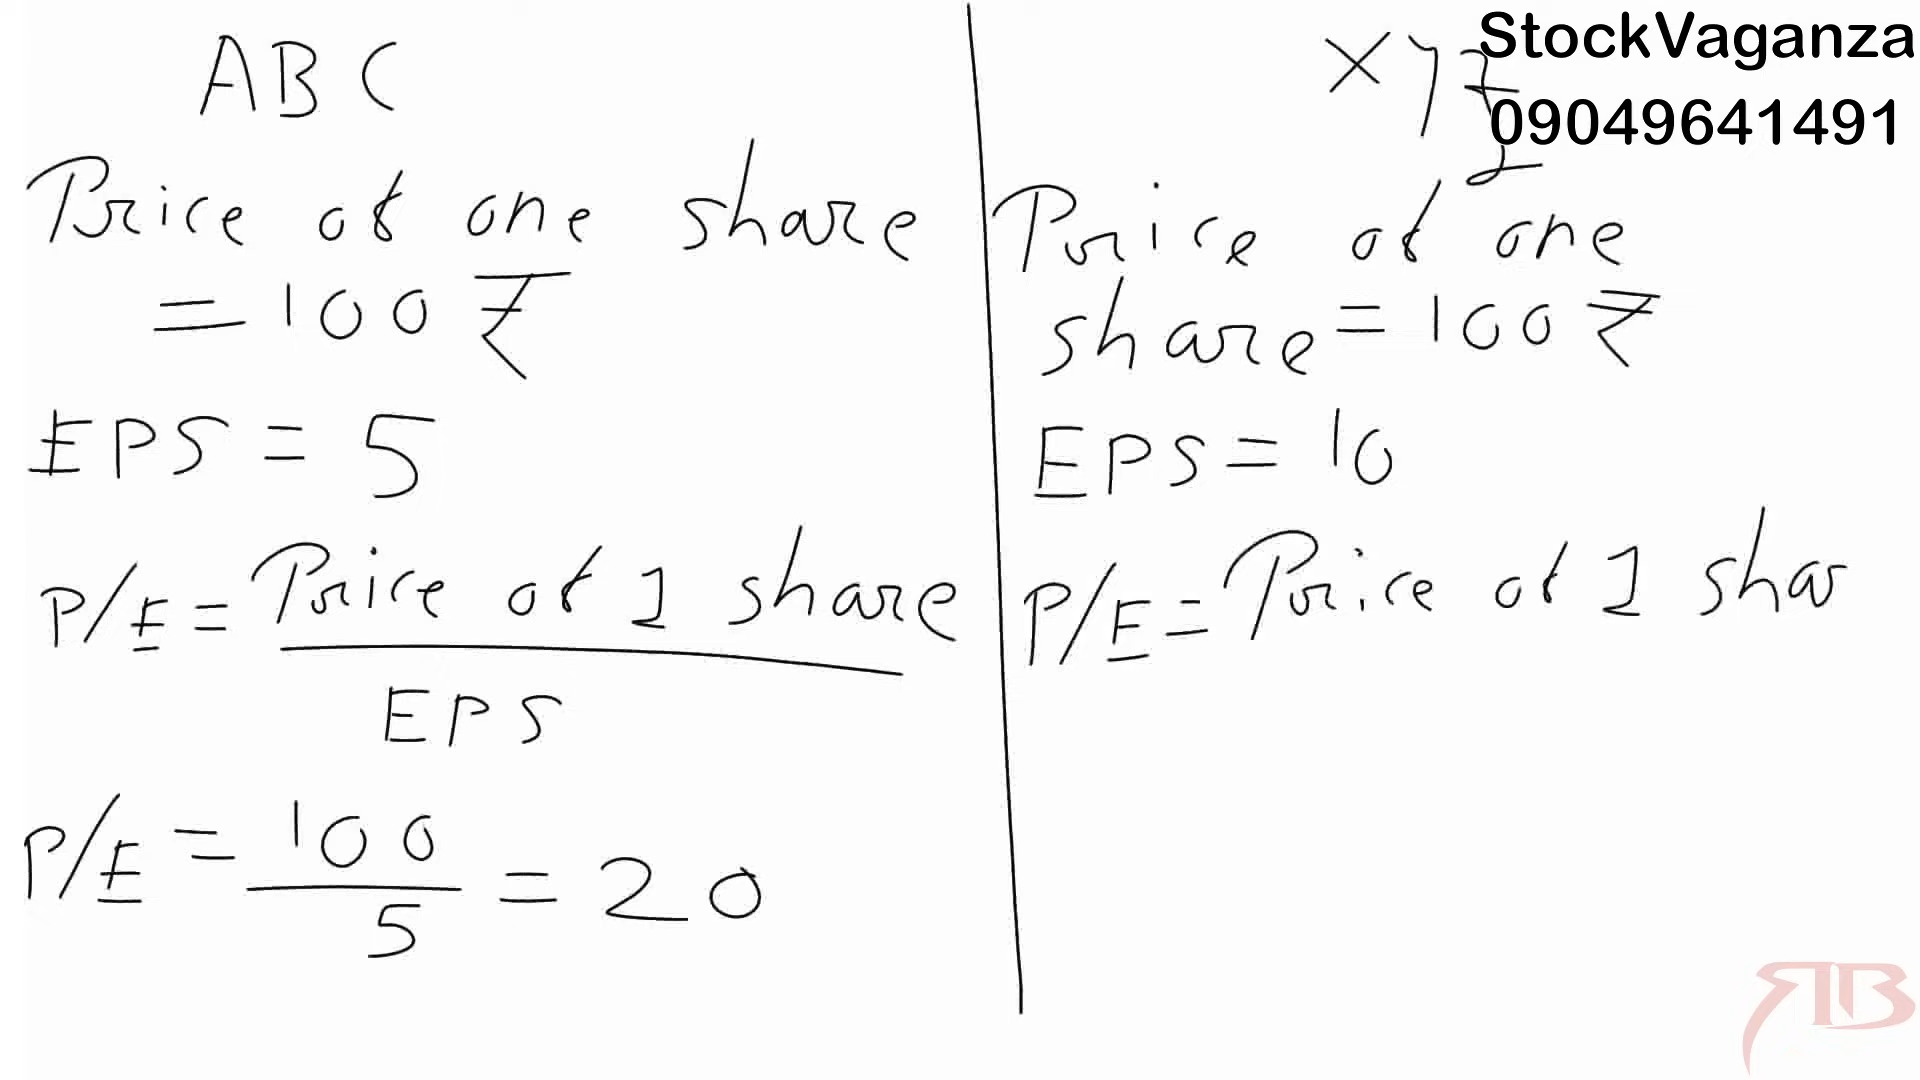 ABC
Price of one share
= 100 ₹
EPS = 5
P/E = Price of 1 share
EPS
P/E = 100
5
= 20
xyz
StockVaganza
09049641491
Price of one
share = 100 ₹
EPS = 10
P/E = Price of 1 shar
RB